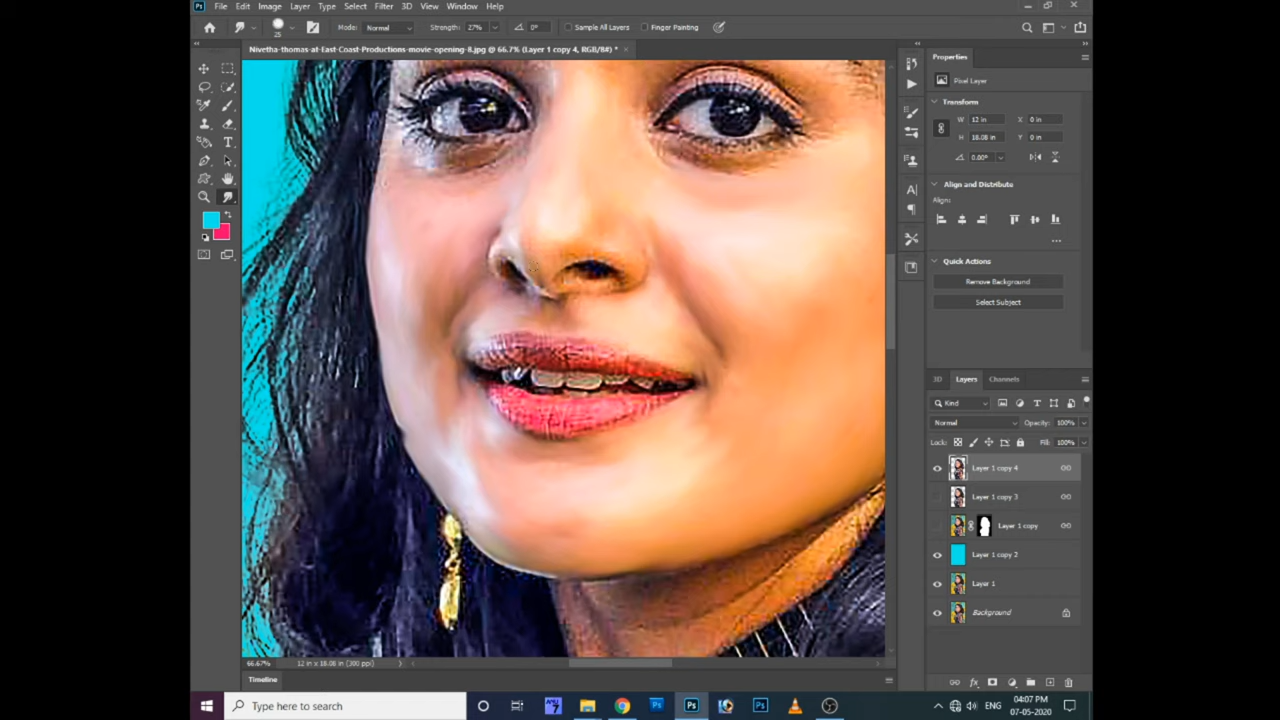 Ps File Edit Image Layer Type Select Filter 3D View Window Help
25 Mode: Normal Strength: 27% 0° Sample All Layers Finger Painting
Nivetha-thomas-at-East-Coast-Productions-movie-opening-8.jpg @ 66.7% (Layer 1 copy 4, RGB/8#) * ×
Properties
Pixel Layer
Transform
W 12 in X 0 in
H 18.08 in Y 0 in
0.00°
Align and Distribute
Align:
...
Quick Actions
Remove Background
Select Subject
3D Layers Channels
Kind
Normal Opacity: 100%
Lock: Fill: 100%
Layer 1 copy 4
Layer 1 copy 3
Layer 1 copy
Layer 1 copy 2
Layer 1
Background
66.67% 12 in x 18.08 in (300 ppi)
Timeline
Type here to search
ENG
04:07 PM
07-05-2020